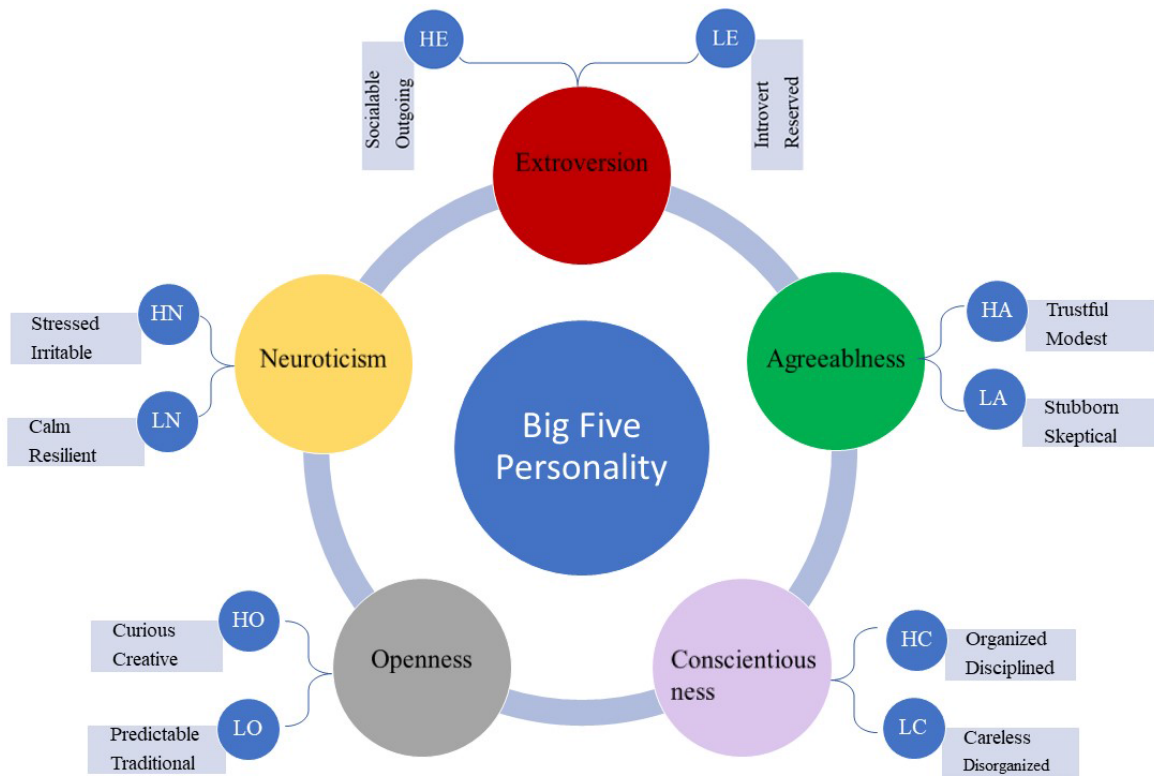 HE
Socialable
Outgoing
LE
Introvert
Reserved
Extroversion
HN
Stressed
Irritable
LN
Calm
Resilient
Neuroticism
HA
Trustful
Modest
LA
Stubborn
Skeptical
Agreeablness
Big Five
Personality
HO
Curious
Creative
LO
Predictable
Traditional
Openness
Conscientious
ness
HC
Organized
Disciplined
LC
Careless
Disorganized